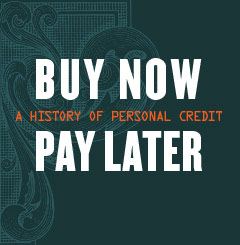 BUY NOW
A HISTORY OF PERSONAL CREDIT
PAY LATER